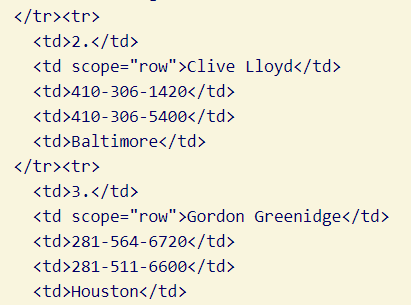 </tr><tr>
<td>2.</td>
<td scope="row">Clive Lloyd</td>
<td>410-306-1420</td>
<td>410-306-5400</td>
<td>Baltimore</td>
</tr><tr>
<td>3.</td>
<td scope="row">Gordon Greenidge</td>
<td>281-564-6720</td>
<td>281-511-6600</td>
<td>Houston</td>